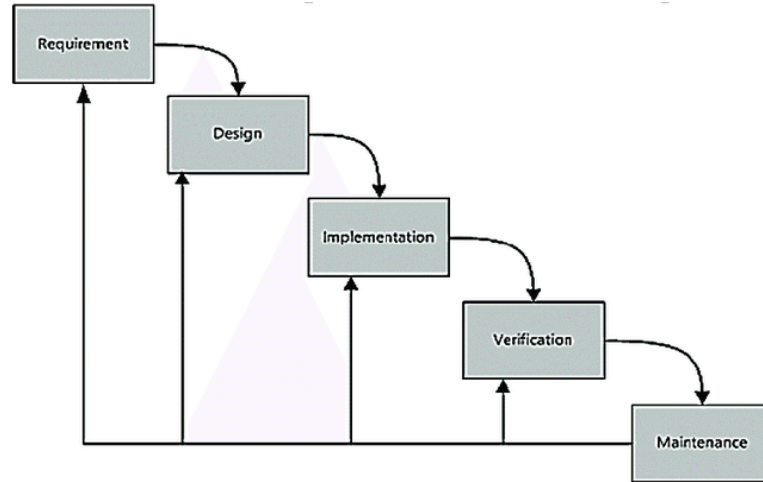 Requirement
Design
Implementation
Verification
Maintenance